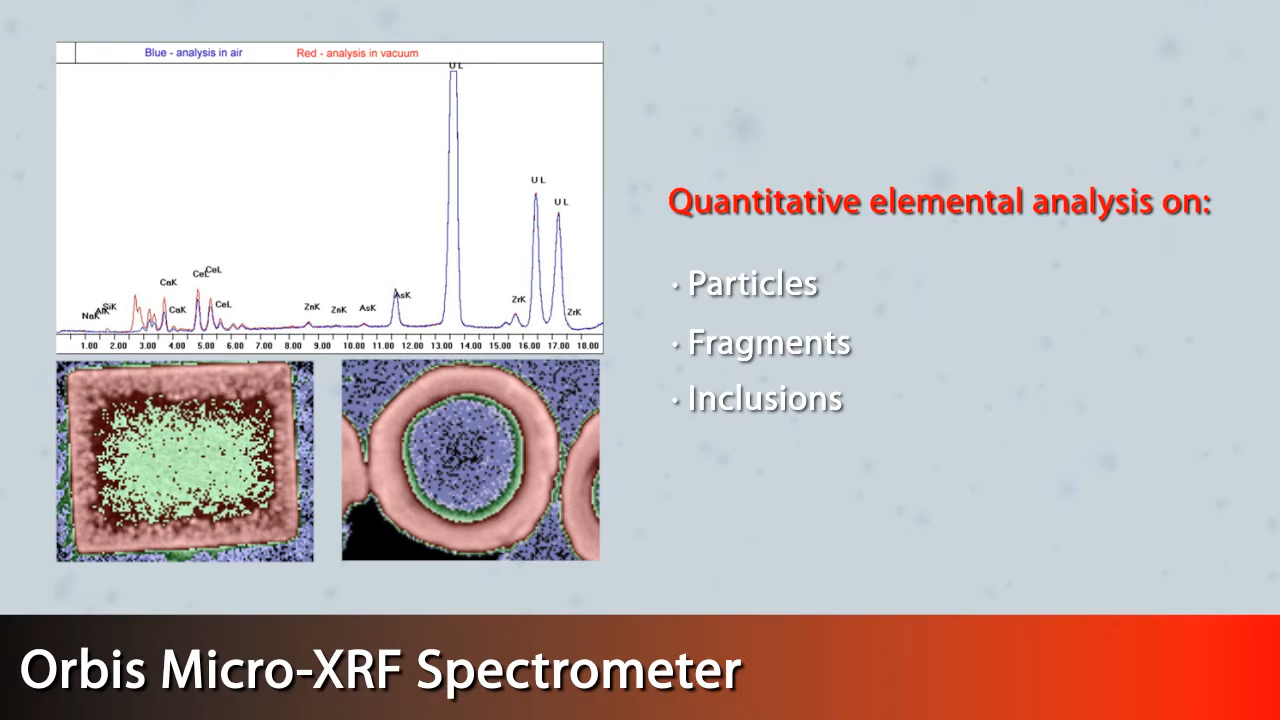 Blue - analysis in air Red - analysis in vacuum
U L
U L
U L
CeL CeL
CaK
SiK
AlK
NaK
CaK
CeL
ZnK
ZnK
AsK
AsK
ZrK
ZrK
1.00 2.00 3.00 4.00 5.00 6.00 7.00 8.00 9.00 10.00 11.00 12.00 13.00 14.00 15.00 16.00 17.00 18.00
Quantitative elemental analysis on:
· Particles
· Fragments
· Inclusions
Orbis Micro-XRF Spectrometer